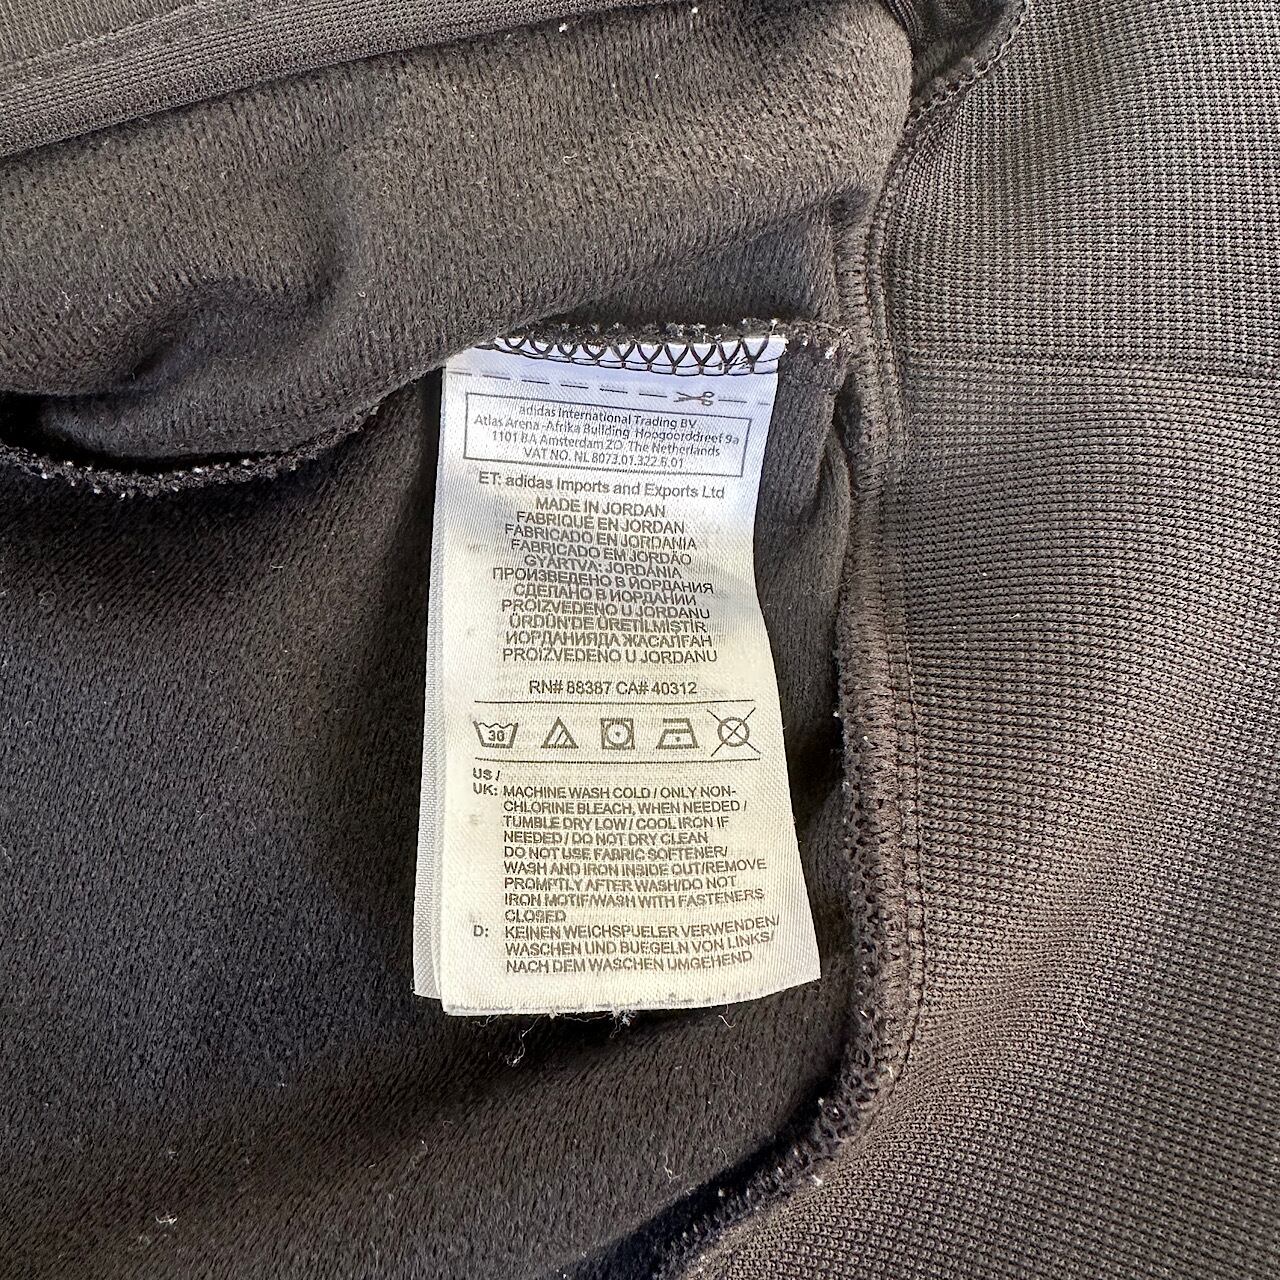 adidas International Trading BV
Atlas Arena -Afrika Building Hoogoorddreef 9a
1101 BA Amsterdam ZO The Netherlands
VAT NO. NL 8073.01.322.B.01
ET: adidas Imports and Exports Ltd
MADE IN JORDAN
FABRIQUÉ EN JORDAN
FABRICADO EN JORDANIA
FABRICADO EM JORDÃO
GYÁRTVA: JORDÁNIA
ПРОИЗВЕДЕНО В ЙОРДАНИЯ
СДЕЛАНО В ИОРДАНИИ
PROIZVEDENO U JORDANU
ÜRDÜN'DE ÜRETİLMİŞTİR
ИОРДАНИЯДА ЖАСАЛҒАН
PROIZVEDENO U JORDANU
RN# 88387 CA# 40312
30
US /
UK: MACHINE WASH COLD / ONLY NON-
CHLORINE BLEACH, WHEN NEEDED /
TUMBLE DRY LOW / COOL IRON IF
NEEDED / DO NOT DRY CLEAN
DO NOT USE FABRIC SOFTENER/
WASH AND IRON INSIDE OUT/REMOVE
PROMPTLY AFTER WASH/DO NOT
IRON MOTIF/WASH WITH FASTENERS
CLOSED
D: KEINEN WEICHSPUELER VERWENDEN/
WASCHEN UND BUEGELN VON LINKS/
NACH DEM WASCHEN UMGEHEND